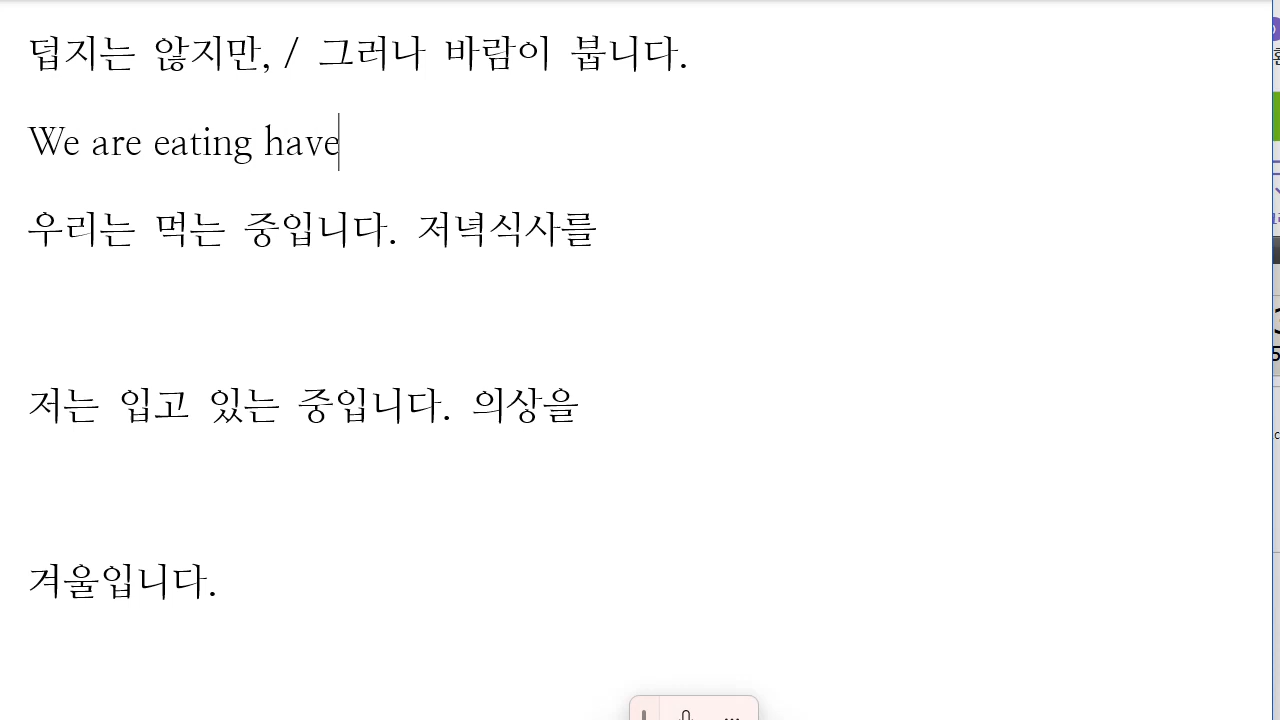 덥지는 않지만, / 그러나 바람이 붑니다.
We are eating have
우리는 먹는 중입니다. 저녁식사를
저는 입고 있는 중입니다. 의상을
겨울입니다.